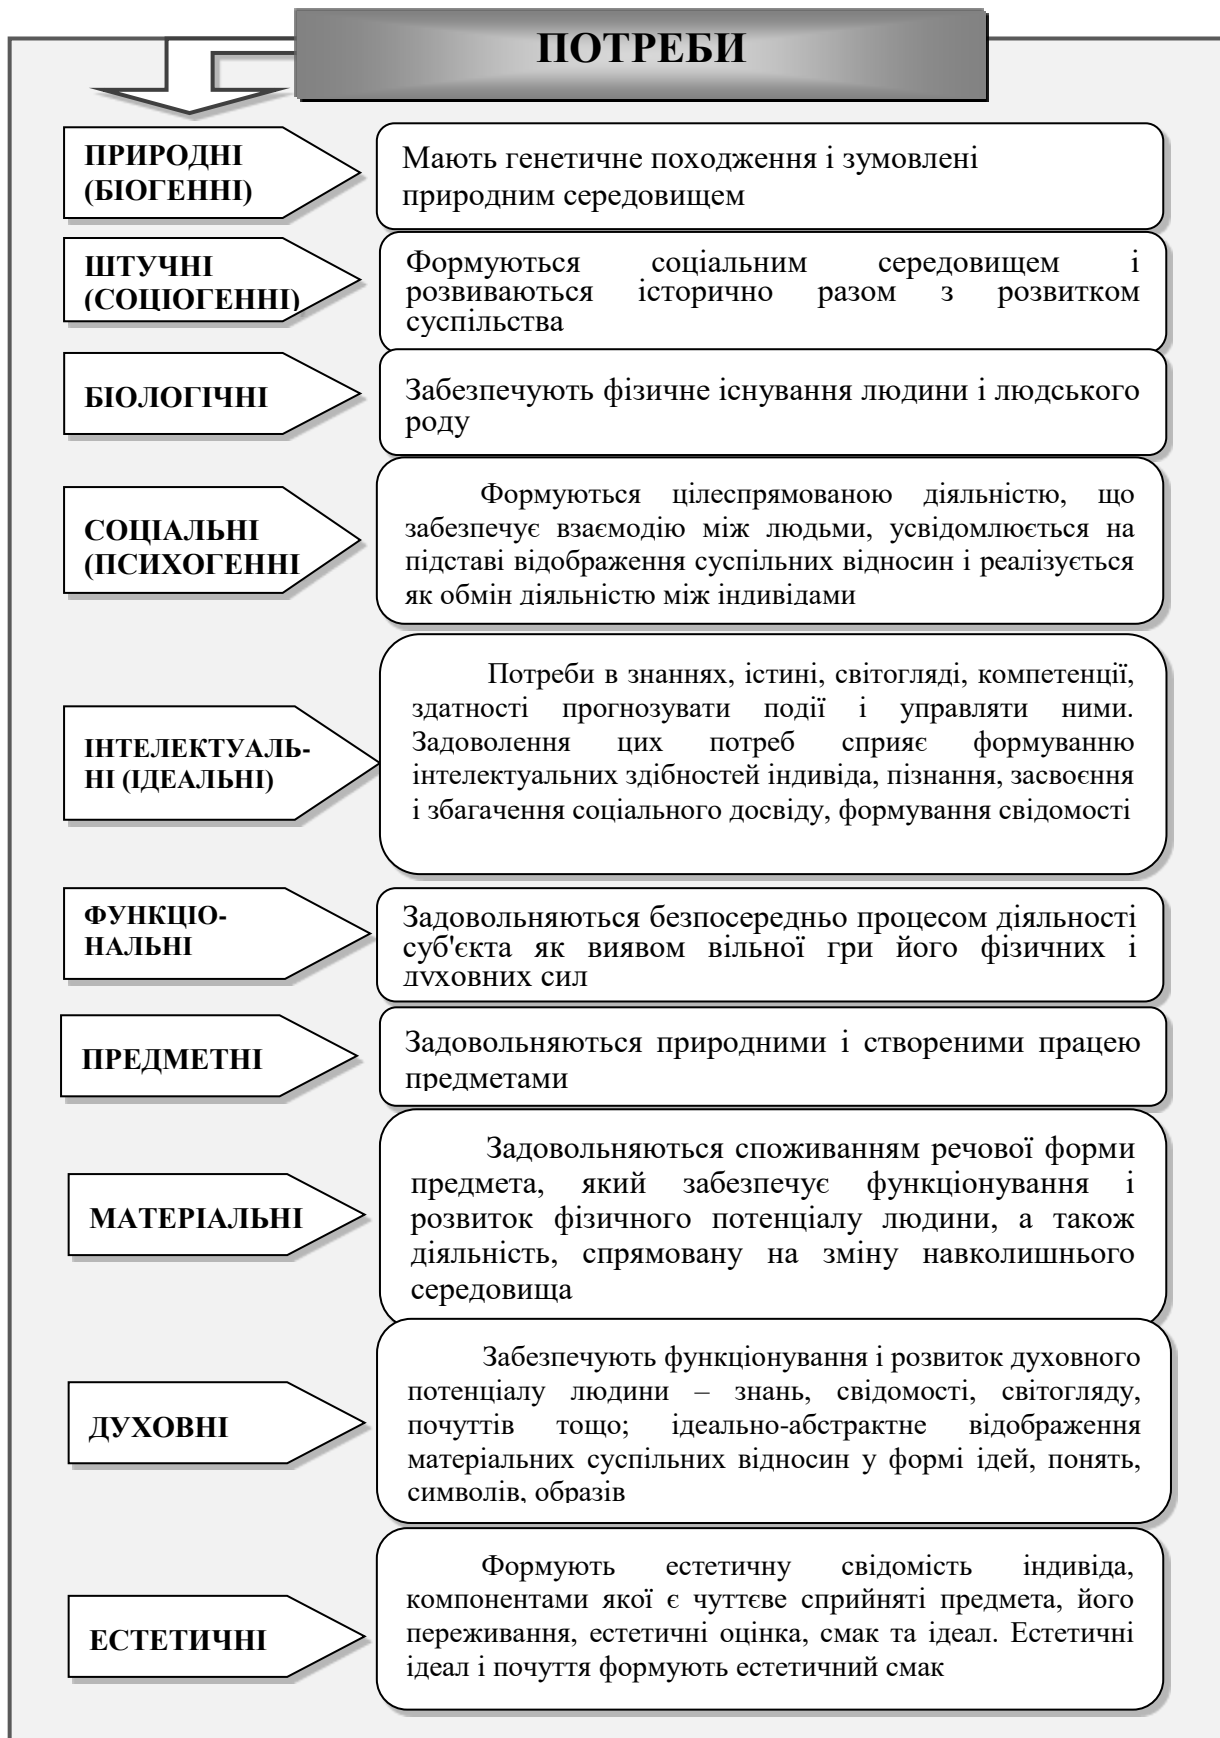 ПОТРЕБИ
ПРИРОДНІ
(БІОГЕННІ)
Мають генетичне походження і зумовлені
природним середовищем
ШТУЧНІ
(СОЦІОГЕННІ)
Формуються соціальним середовищем і
розвиваються історично разом з розвитком
суспільства
БІОЛОГІЧНІ
Забезпечують фізичне існування людини і людського
роду
СОЦІАЛЬНІ
(ПСИХОГЕННІ
Формуються цілеспрямованою діяльністю, що
забезпечує взаємодію між людьми, усвідомлюється на
підставі відображення суспільних відносин і реалізується
як обмін діяльністю між індивідами
ІНТЕЛЕКТУАЛЬ-
НІ (ІДЕАЛЬНІ)
Потреби в знаннях, істині, світогляді, компетенції,
здатності прогнозувати події і управляти ними.
Задоволення цих потреб сприяє формуванню
інтелектуальних здібностей індивіда, пізнання, засвоєння
і збагачення соціального досвіду, формування свідомості
ФУНКЦІО-
НАЛЬНІ
Задовольняються безпосередньо процесом діяльності
суб'єкта як виявом вільної гри його фізичних і
духовних сил
ПРЕДМЕТНІ
Задовольняються природними і створеними працею
предметами
МАТЕРІАЛЬНІ
Задовольняються споживанням речової форми
предмета, який забезпечує функціонування і
розвиток фізичного потенціалу людини, а також
діяльність, спрямовану на зміну навколишнього
середовища
ДУХОВНІ
Забезпечують функціонування і розвиток духовного
потенціалу людини – знань, свідомості, світогляду,
почуттів тощо; ідеально-абстрактне відображення
матеріальних суспільних відносин у формі ідей, понять,
символів, образів
ЕСТЕТИЧНІ
Формують естетичну свідомість індивіда,
компонентами якої є чуттєве сприйняті предмета, його
переживання, естетичні оцінка, смак та ідеал. Естетичні
ідеал і почуття формують естетичний смак